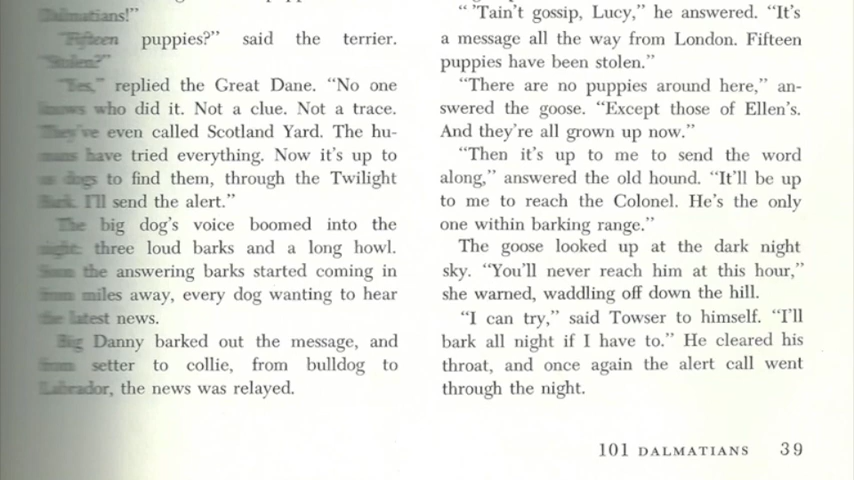 Dalmatians!"
"Fifteen puppies?" said the terrier.
"Stolen?"
"Yes," replied the Great Dane. "No one
knows who did it. Not a clue. Not a trace.
They've even called Scotland Yard. The hu-
mans have tried everything. Now it's up to
us dogs to find them, through the Twilight
Bark. I'll send the alert."
The big dog's voice boomed into the
night: three loud barks and a long howl.
Soon the answering barks started coming in
from miles away, every dog wanting to hear
the latest news.
Big Danny barked out the message, and
from setter to collie, from bulldog to
Labrador, the news was relayed.
"'Tain't gossip, Lucy," he answered. "It's
a message all the way from London. Fifteen
puppies have been stolen."
"There are no puppies around here," an-
swered the goose. "Except those of Ellen's.
And they're all grown up now."
"Then it's up to me to send the word
along," answered the old hound. "It'll be up
to me to reach the Colonel. He's the only
one within barking range."
The goose looked up at the dark night
sky. "You'll never reach him at this hour,"
she warned, waddling off down the hill.
"I can try," said Towser to himself. "I'll
bark all night if I have to." He cleared his
throat, and once again the alert call went
through the night.
101 DALMATIANS 39